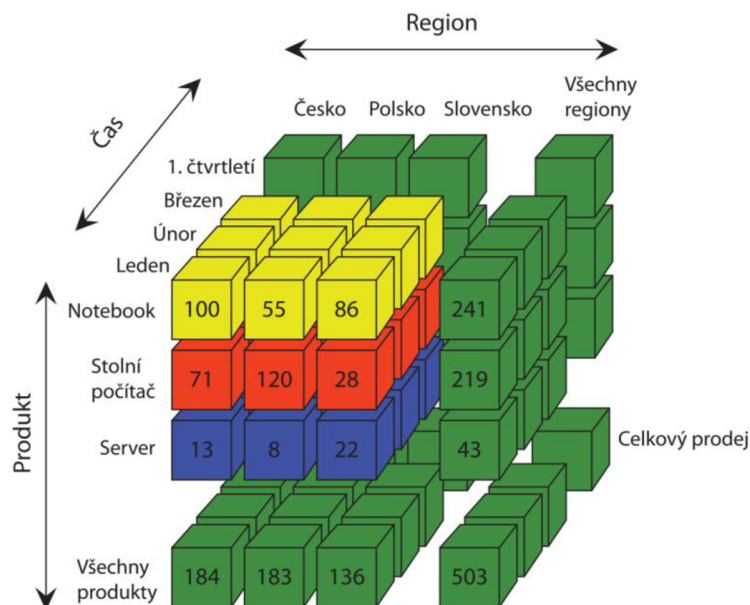 Region
Čas
Česko
Polsko
Slovensko
Všechny
regiony
1. čtvrtletí
Březen
Únor
Leden
Produkt
Notebook
100
55
86
241
Stolní
počítač
71
120
28
219
Server
13
8
22
43
Celkový prodej
Všechny
produkty
184
183
136
503